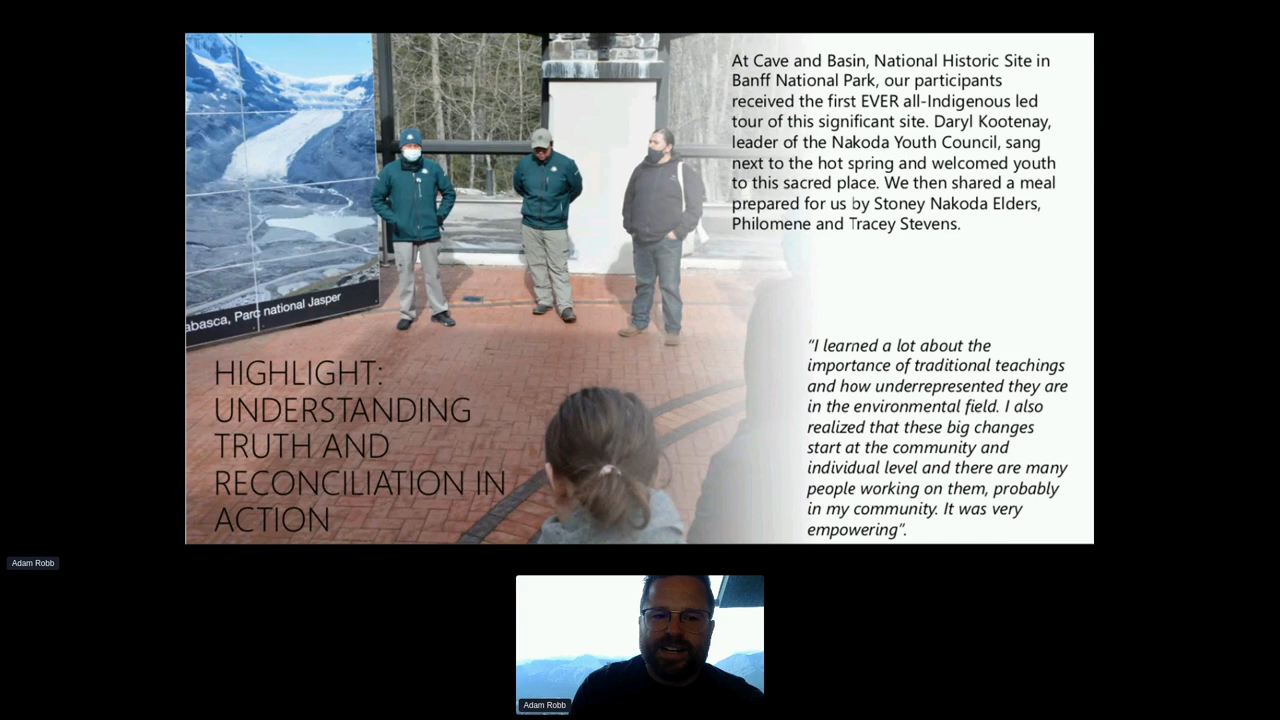 At Cave and Basin, National Historic Site in
Banff National Park, our participants
received the first EVER all-Indigenous led
tour of this significant site. Daryl Kootenay,
leader of the Nakoda Youth Council, sang
next to the hot spring and welcomed youth
to this sacred place. We then shared a meal
prepared for us by Stoney Nakoda Elders,
Philomene and Tracey Stevens.
abasca, Parc national Jasper
HIGHLIGHT:
UNDERSTANDING
TRUTH AND
RECONCILIATION IN
ACTION
“I learned a lot about the
importance of traditional teachings
and how underrepresented they are
in the environmental field. I also
realized that these big changes
start at the community and
individual level and there are many
people working on them, probably
in my community. It was very
empowering”.
Adam Robb
Adam Robb